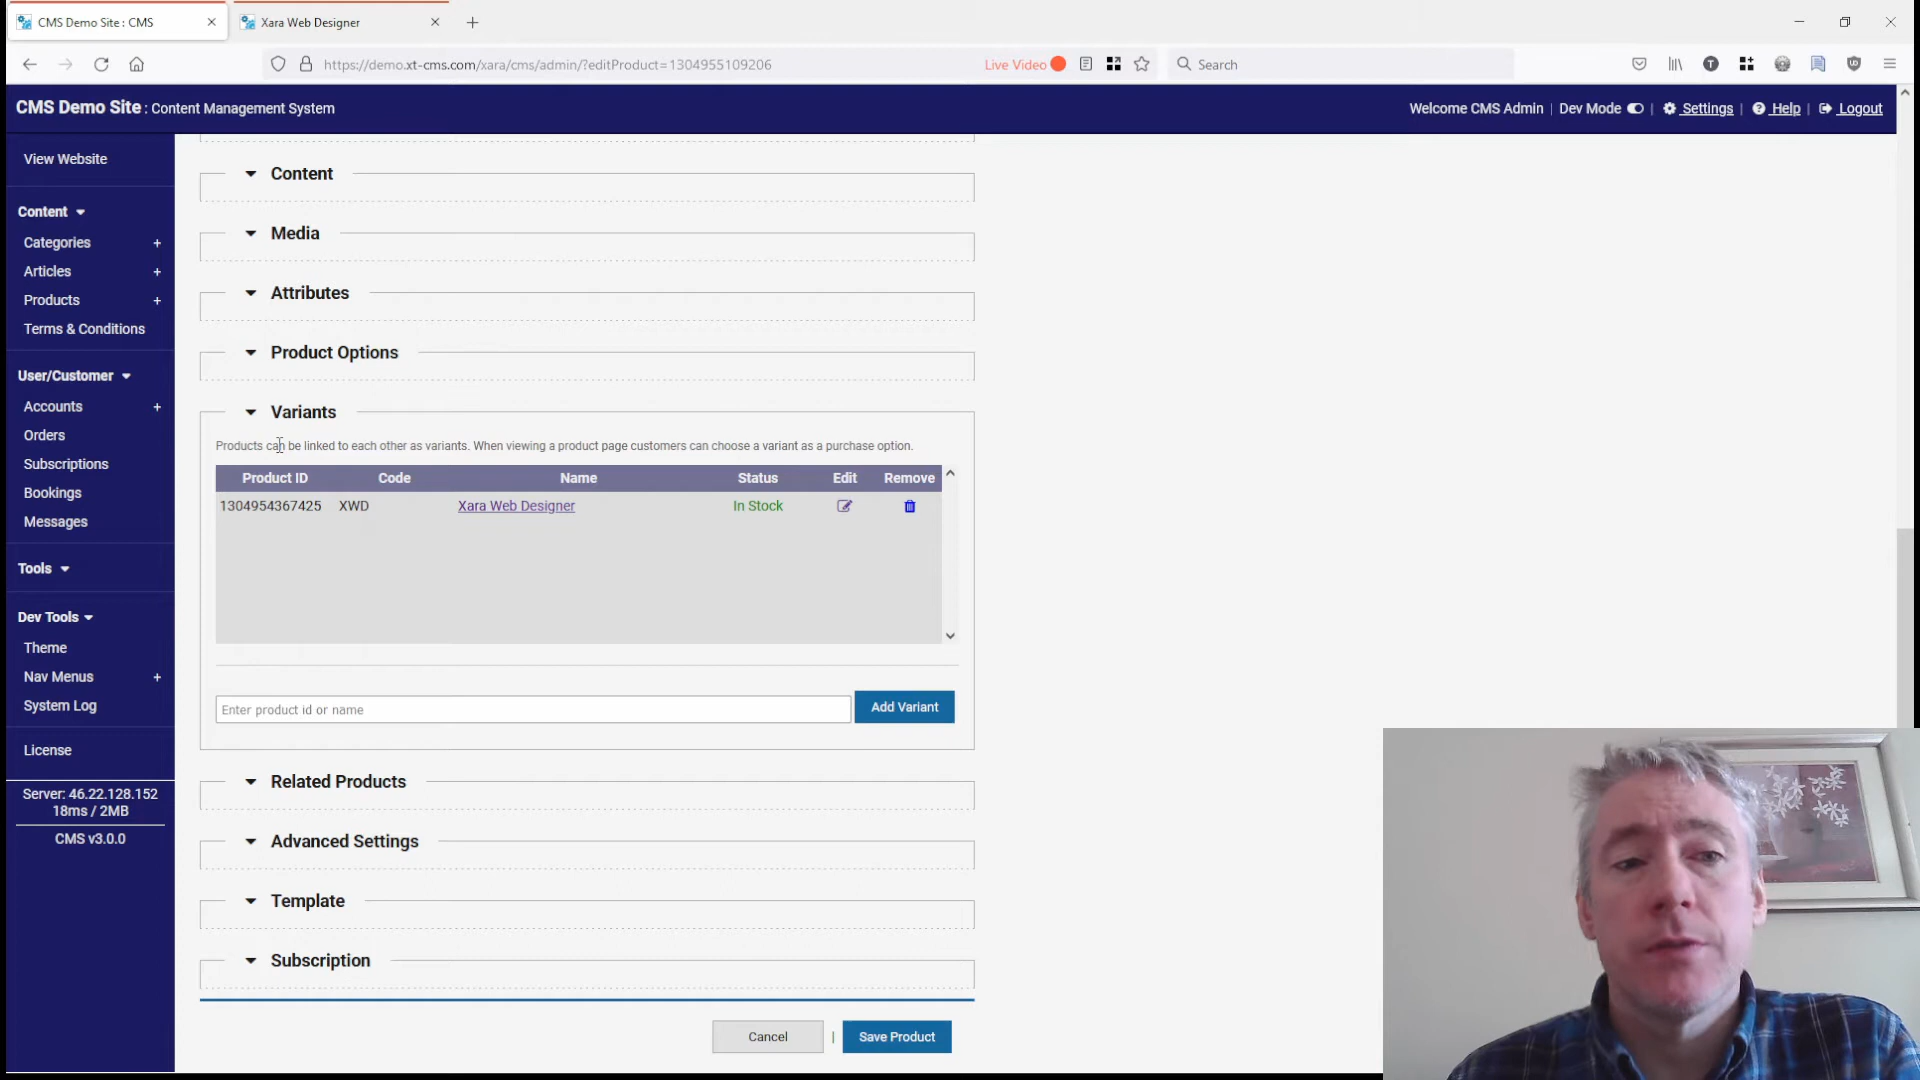 CMS Demo Site : CMS
Xara Web Designer
https://demo.xt-cms.com/xara/cms/admin/?editProduct=1304955109206
Live Video
Search
CMS Demo Site : Content Management System
Welcome CMS Admin | Dev Mode | Settings | Help | Logout
View Website
Content
Categories +
Articles +
Products +
Terms & Conditions
User/Customer
Accounts +
Orders
Subscriptions
Bookings
Messages
Tools
Dev Tools
Theme
Nav Menus +
System Log
License
Server: 46.22.128.152
18ms / 2MB
CMS v3.0.0
Content
Media
Attributes
Product Options
Variants
Products can be linked to each other as variants. When viewing a product page customers can choose a variant as a purchase option.
Product ID Code Name Status Edit Remove
1304954367425 XWD Xara Web Designer In Stock
Enter product id or name
Add Variant
Related Products
Advanced Settings
Template
Subscription
Cancel | Save Product